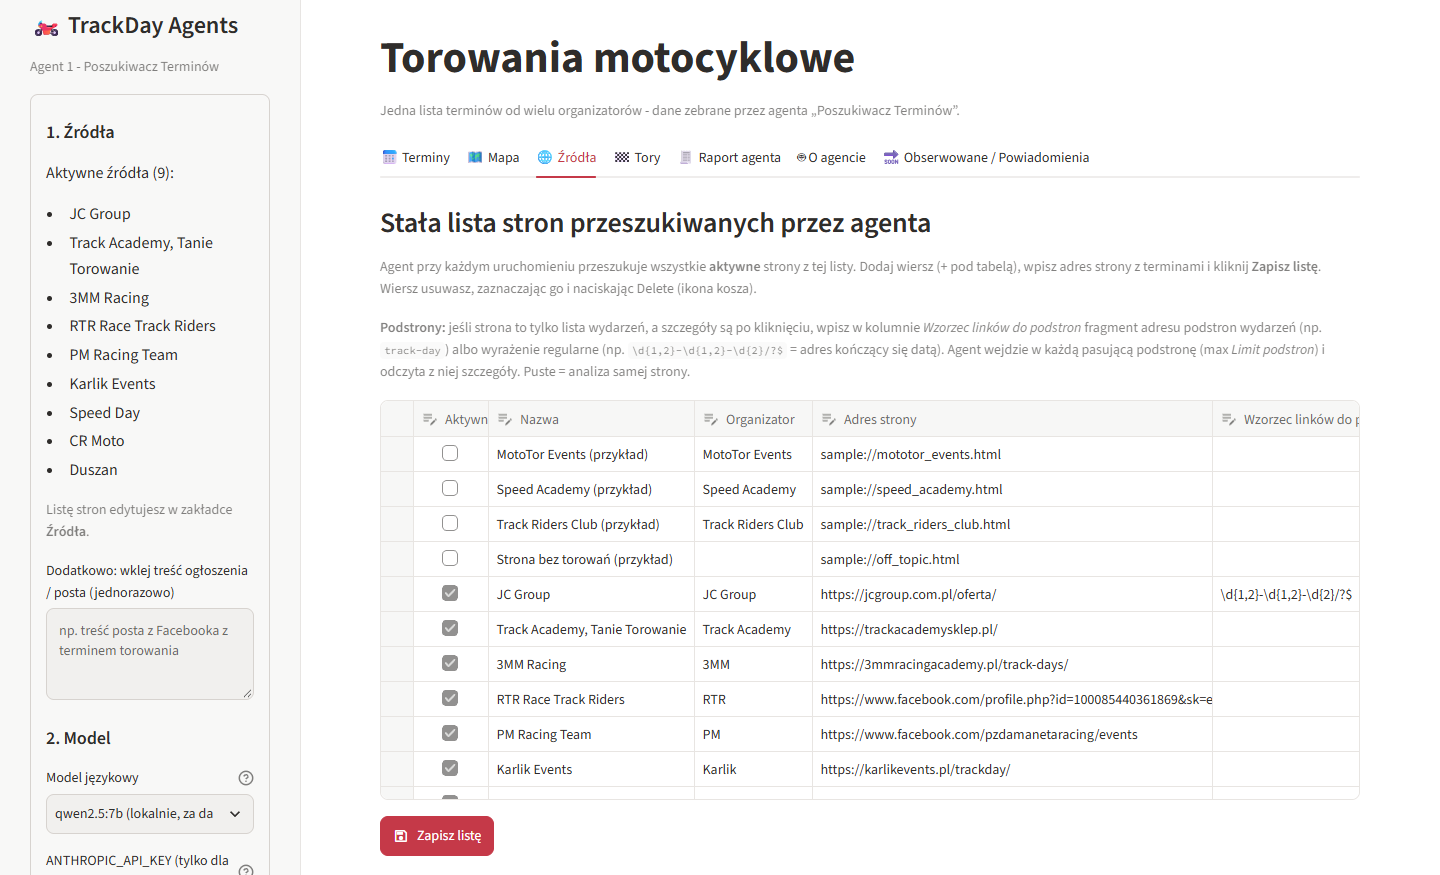 TrackDay Agents
Agent 1 - Poszukiwacz Terminów
1. Źródła
Aktywne źródła (9):
JC Group
Track Academy, Tanie
Torowanie
3MM Racing
RTR Race Track Riders
PM Racing Team
Karlik Events
Speed Day
CR Moto
Duszan
Listę stron edytujesz w zakładce
Źródła.
Dodatkowo: wklej treść ogłoszenia
/ posta (jednorazowo)
np. treść posta z Facebooka z
terminem torowania
2. Model
Model językowy
qwen2.5:7b (lokalnie, za da
ANTHROPIC_API_KEY (tylko dla
Torowania motocyklowe
Jedna lista terminów od wielu organizatorów - dane zebrane przez agenta „Poszukiwacz Terminów”.
Terminy Mapa Źródła Tory Raport agenta O agencie SOON Obserwowane / Powiadomienia
Stała lista stron przeszukiwanych przez agenta
Agent przy każdym uruchomieniu przeszukuje wszystkie aktywne strony z tej listy. Dodaj wiersz (+ pod tabelą), wpisz adres strony z terminami i kliknij Zapisz listę.
Wiersz usuwasz, zaznaczając go i naciskając Delete (ikona kosza).
Podstrony: jeśli strona to tylko lista wydarzeń, a szczegóły są po kliknięciu, wpisz w kolumnie Wzorzec linków do podstron fragment adresu podstron wydarzeń (np.
track-day ) albo wyrażenie regularne (np. \d{1,2}-\d{1,2}-\d{2}/?$ = adres kończący się datą). Agent wejdzie w każdą pasującą podstronę (max Limit podstron) i
odczyta z niej szczegóły. Puste = analiza samej strony.
Aktywn Nazwa Organizator Adres strony Wzorzec linków do p
MotoTor Events (przykład) MotoTor Events sample://mototor_events.html
Speed Academy (przykład) Speed Academy sample://speed_academy.html
Track Riders Club (przykład) Track Riders Club sample://track_riders_club.html
Strona bez torowań (przykład) sample://off_topic.html
JC Group JC Group https://jcgroup.com.pl/oferta/ \d{1,2}-\d{1,2}-\d{2}/?$
Track Academy, Tanie Torowanie Track Academy https://trackacademysklep.pl/
3MM Racing 3MM https://3mmracingacademy.pl/track-days/
RTR Race Track Riders RTR https://www.facebook.com/profile.php?id=100085440361869&sk=e
PM Racing Team PM https://www.facebook.com/pzdamanetaracing/events
Karlik Events Karlik https://karlikevents.pl/trackday/
Zapisz listę